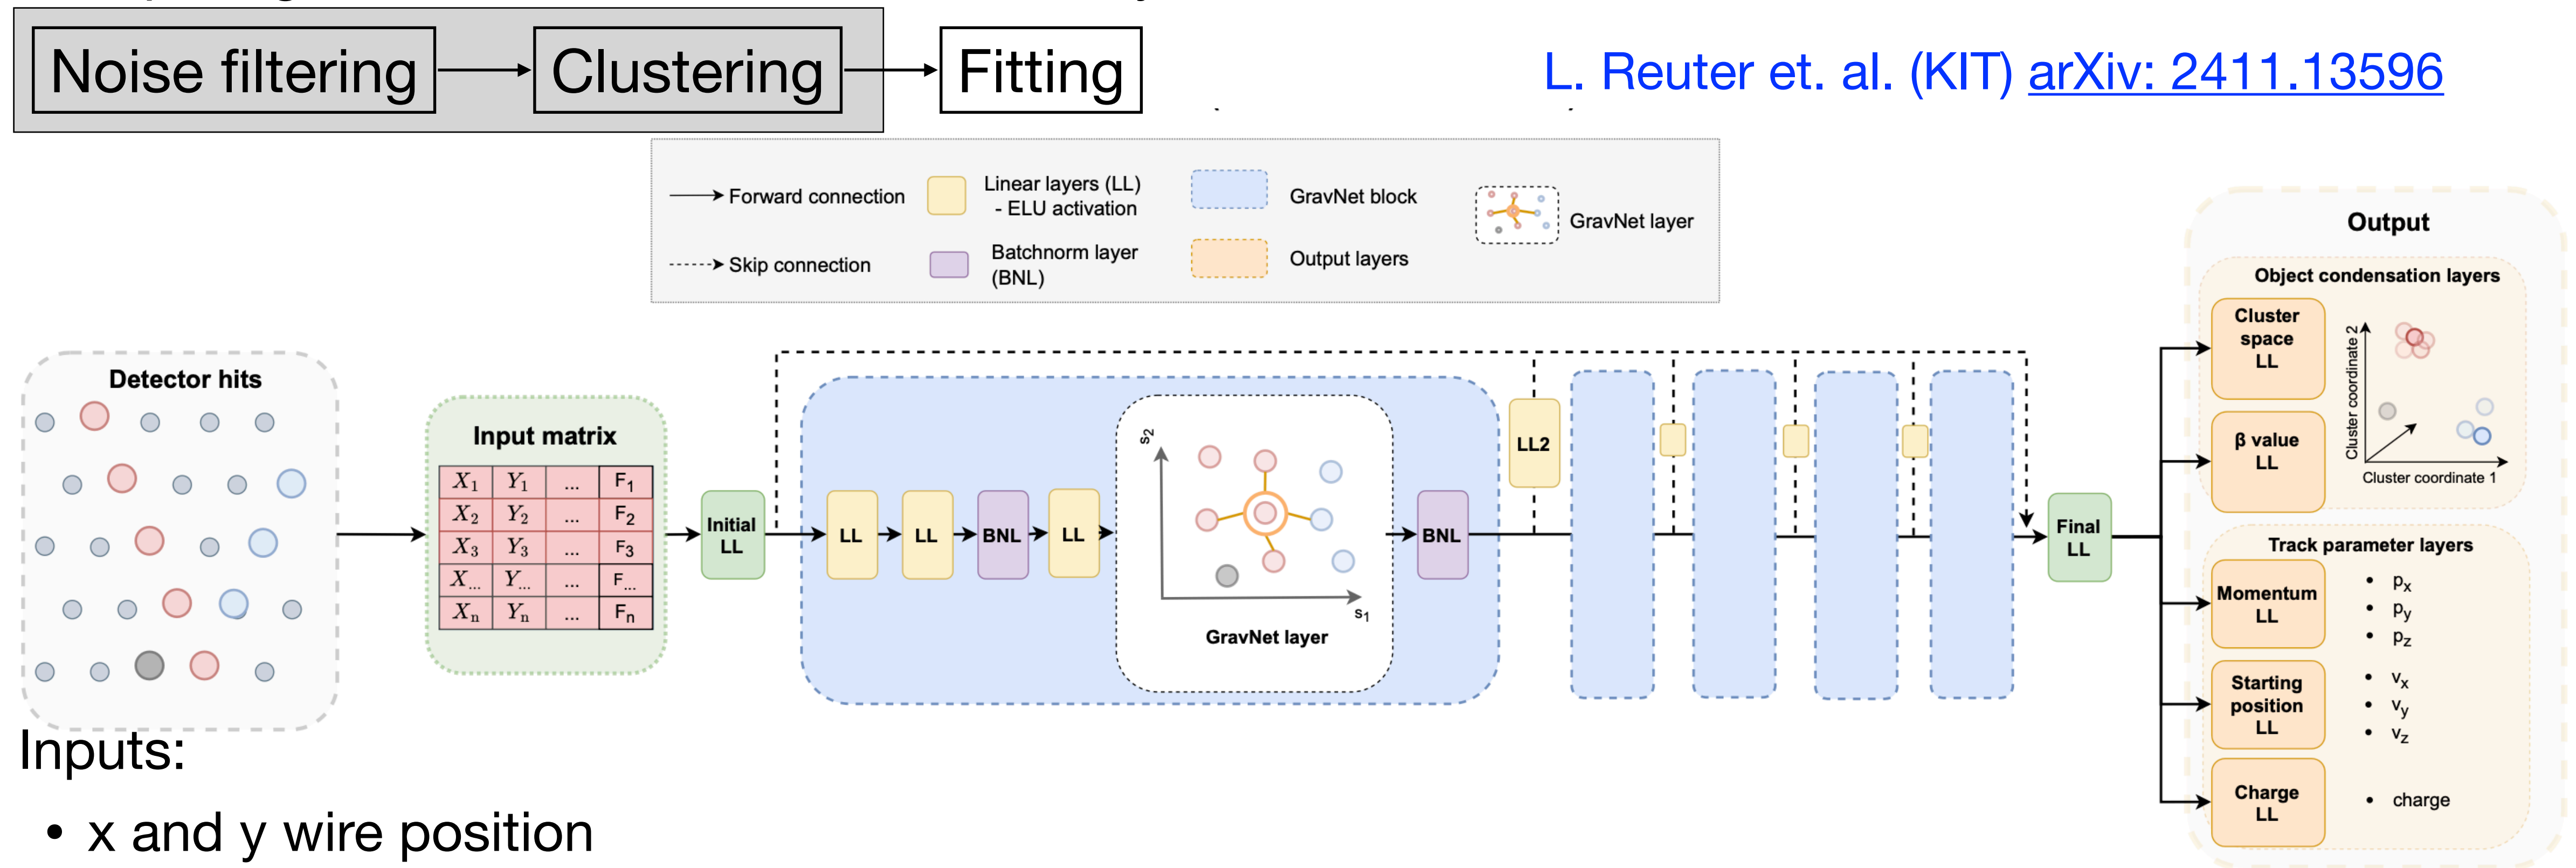 Noise filtering
Clustering
Fitting
L. Reuter et. al. (KIT) arXiv: 2411.13596
Forward connection
Skip connection
Linear layers (LL)
- ELU activation
Batchnorm layer
(BNL)
GravNet block
Output layers
GravNet layer
Detector hits
Input matrix
X1 Y1 ... F1
X2 Y2 ... F2
X3 Y3 ... F3
X... Y... ... F...
Xn Yn ... Fn
Initial
LL
LL
LL
BNL
LL
s2
s1
GravNet layer
BNL
LL2
Final
LL
Output
Object condensation layers
Cluster
space
LL
β value
LL
Cluster coordinate 2
Cluster coordinate 1
Track parameter layers
Momentum
LL
• px
• py
• pz
Starting
position
LL
• vx
• vy
• vz
Charge
LL
• charge
Inputs:
• x and y wire position